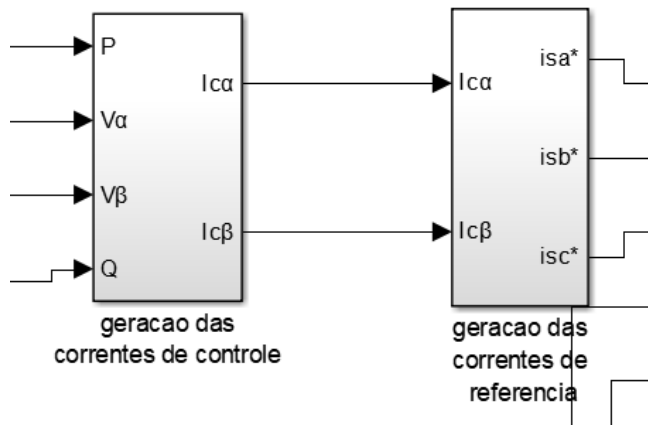 P
Vα
Vβ
Q
Icα
Icβ
geracao das
correntes de controle
Icα
Icβ
isa*
isb*
isc*
geracao das
correntes de
referencia